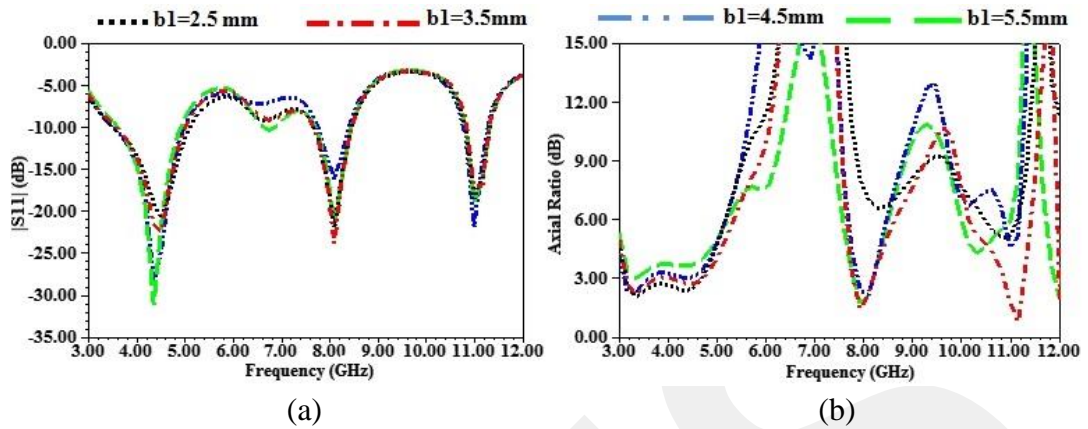 b1=2.5 mm b1=3.5mm b1=4.5mm b1=5.5mm
0.00
-5.00
-10.00
-15.00
-20.00
-25.00
-30.00
-35.00
|S11| (dB)
3.00 4.00 5.00 6.00 7.00 8.00 9.00 10.00 11.00 12.00
Frequency (GHz)
(a)
15.00
12.00
9.00
6.00
3.00
0.00
Axial Ratio (dB)
3.00 4.00 5.00 6.00 7.00 8.00 9.00 10.00 11.00 12.00
Frequency (GHz)
(b)